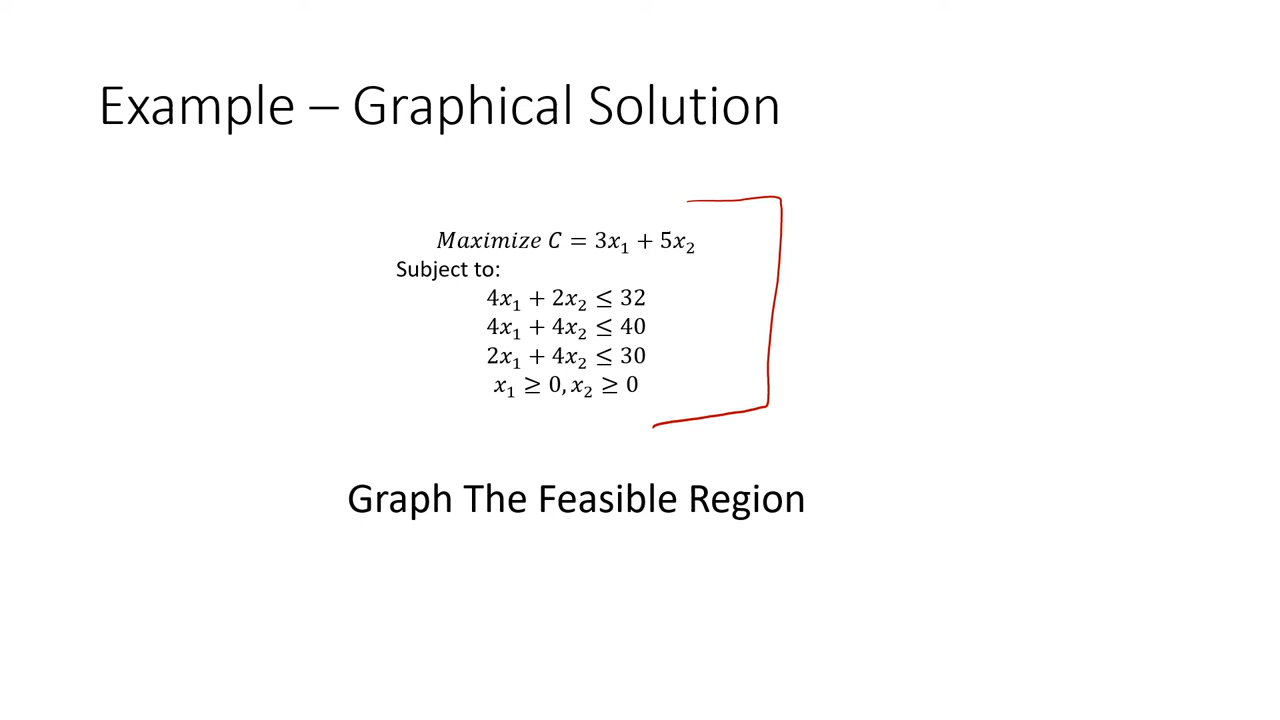 Example – Graphical Solution
Maximize C = 3x₁ + 5x₂
Subject to:
4x₁ + 2x₂ ≤ 32
4x₁ + 4x₂ ≤ 40
2x₁ + 4x₂ ≤ 30
x₁ ≥ 0, x₂ ≥ 0
Graph The Feasible Region